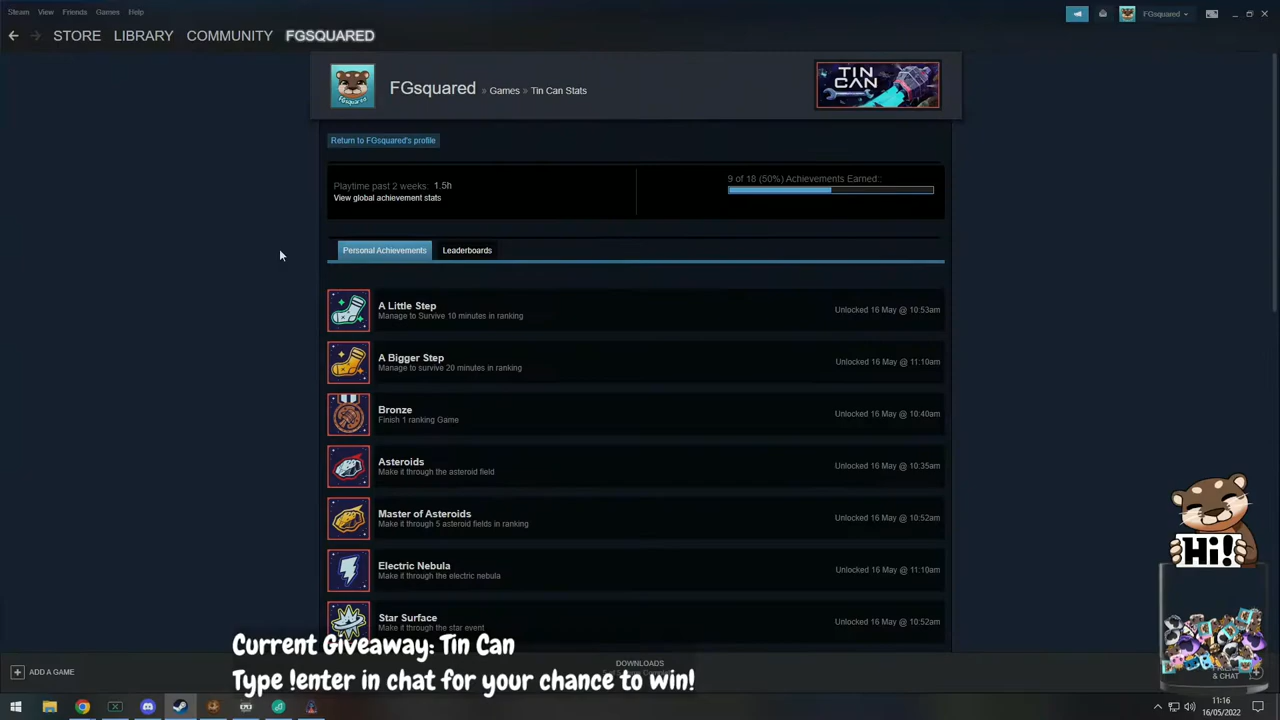 Steam View Friends Games Help
FGSQUARED
STORE LIBRARY COMMUNITY FGSQUARED
FGsquared
FGsquared » Games » Tin Can Stats
TIN
CAN
Return to FGsquared's profile
Playtime past 2 weeks: 1.5h
View global achievement stats
9 of 18 (50%) Achievements Earned:
Personal Achievements Leaderboards
A Little Step
Manage to Survive 10 minutes in ranking
Unlocked 16 May @ 10:53am
A Bigger Step
Manage to survive 20 minutes in ranking
Unlocked 16 May @ 11:10am
Bronze
Finish 1 ranking Game
Unlocked 16 May @ 10:40am
Asteroids
Make it through the asteroid field
Unlocked 16 May @ 10:35am
Master of Asteroids
Make it through 5 asteroid fields in ranking
Unlocked 16 May @ 10:52am
Electric Nebula
Make it through the electric nebula
Unlocked 16 May @ 11:10am
Star Surface
Make it through the star event
Unlocked 16 May @ 10:52am
Hi!
Current Giveaway: Tin Can
Type !enter in chat for your chance to win!
ADD A GAME
DOWNLOADS
& CHAT
11:16
16/05/2022